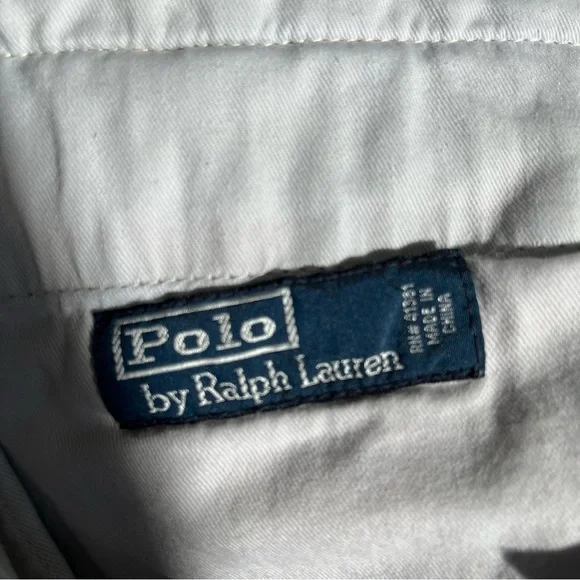 Polo
by Ralph Lauren
RN# 41381
MADE IN
CHINA